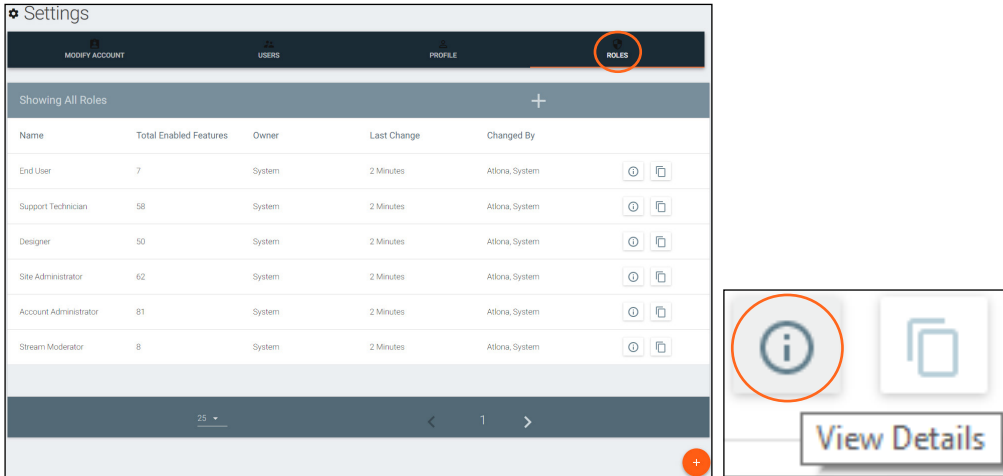 Settings
MODIFY ACCOUNT USERS PROFILE ROLES
Showing All Roles +
Name Total Enabled Features Owner Last Change Changed By
End User 7 System 2 Minutes Atlona, System
Support Technician 58 System 2 Minutes Atlona, System
Designer 50 System 2 Minutes Atlona, System
Site Administrator 62 System 2 Minutes Atlona, System
Account Administrator 81 System 2 Minutes Atlona, System
Stream Moderator 8 System 2 Minutes Atlona, System
25 1
+
View Details